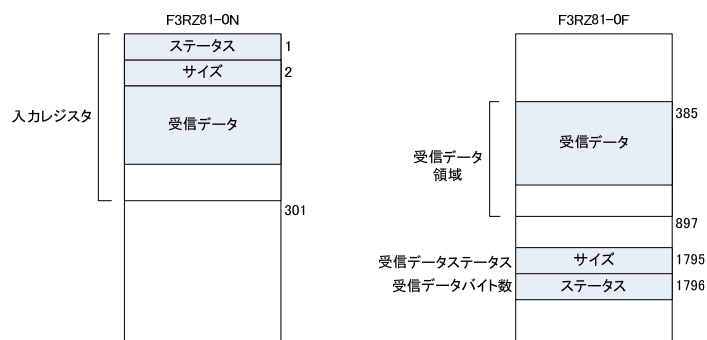 F3RZ81-0N
ステータス 1
サイズ 2
入力レジスタ
受信データ
301
F3RZ81-0F
385
受信データ
受信データ
領域
897
受信データステータス サイズ 1795
受信データバイト数 ステータス 1796